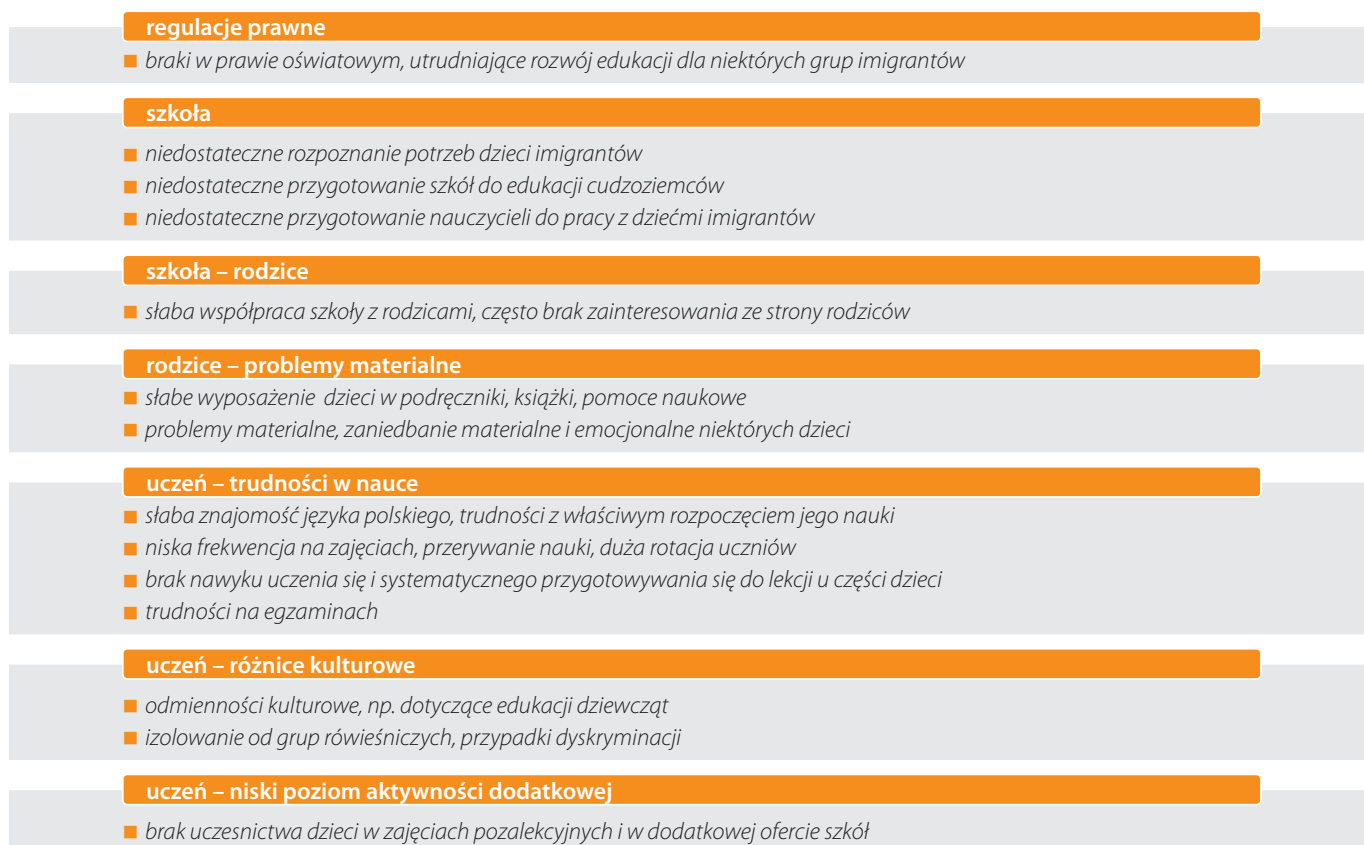 regulacje prawne
■ braki w prawie oświatowym, utrudniające rozwój edukacji dla niektórych grup imigrantów
szkoła
■ niedostateczne rozpoznanie potrzeb dzieci imigrantów
■ niedostateczne przygotowanie szkół do edukacji cudzoziemców
■ niedostateczne przygotowanie nauczycieli do pracy z dziećmi imigrantów
szkoła – rodzice
■ słaba współpraca szkoły z rodzicami, często brak zainteresowania ze strony rodziców
rodzice – problemy materialne
■ słabe wyposażenie dzieci w podręczniki, książki, pomoce naukowe
■ problemy materialne, zaniedbanie materialne i emocjonalne niektórych dzieci
uczeń – trudności w nauce
■ słaba znajomość języka polskiego, trudności z właściwym rozpoczęciem jego nauki
■ niska frekwencja na zajęciach, przerywanie nauki, duża rotacja uczniów
■ brak nawyku uczenia się i systematycznego przygotowywania się do lekcji u części dzieci
■ trudności na egzaminach
uczeń – różnice kulturowe
■ odmienności kulturowe, np. dotyczące edukacji dziewcząt
■ izolowanie od grup rówieśniczych, przypadki dyskryminacji
uczeń – niski poziom aktywności dodatkowej
■ brak uczesnictwa dzieci w zajęciach pozalekcyjnych i w dodatkowej ofercie szkół